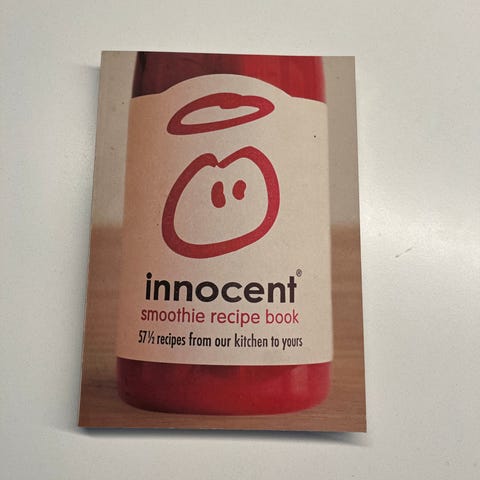 innocent®
smoothie recipe book
57½ recipes from our kitchen to yours